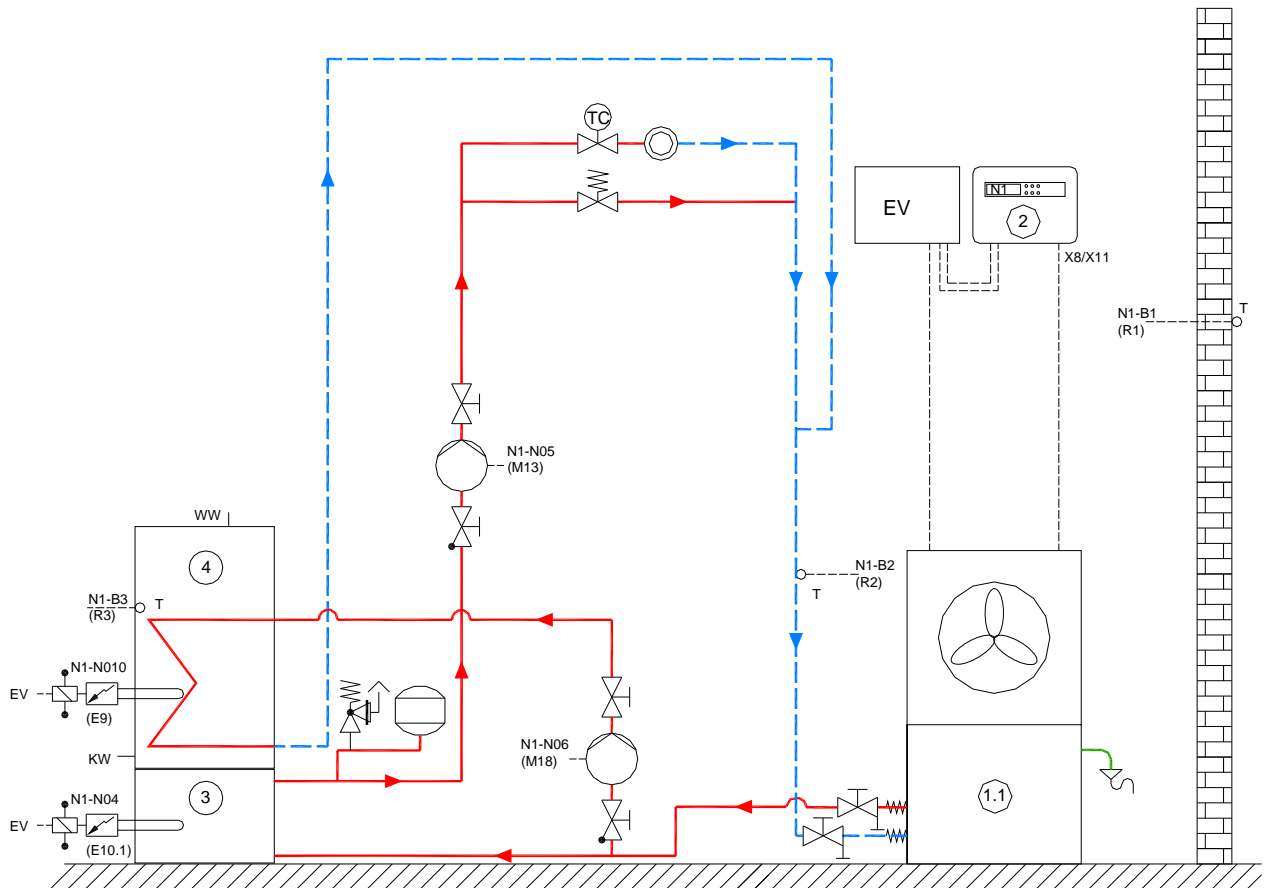 TC
EV
N1
2
X8/X11
N1-B1
(R1)
T
N1-N05
(M13)
WW
4
N1-B2
(R2)
T
N1-B3
(R3)
T
N1-N010
EV
(E9)
N1-N06
(M18)
KW
3
1.1
N1-N04
EV
(E10.1)